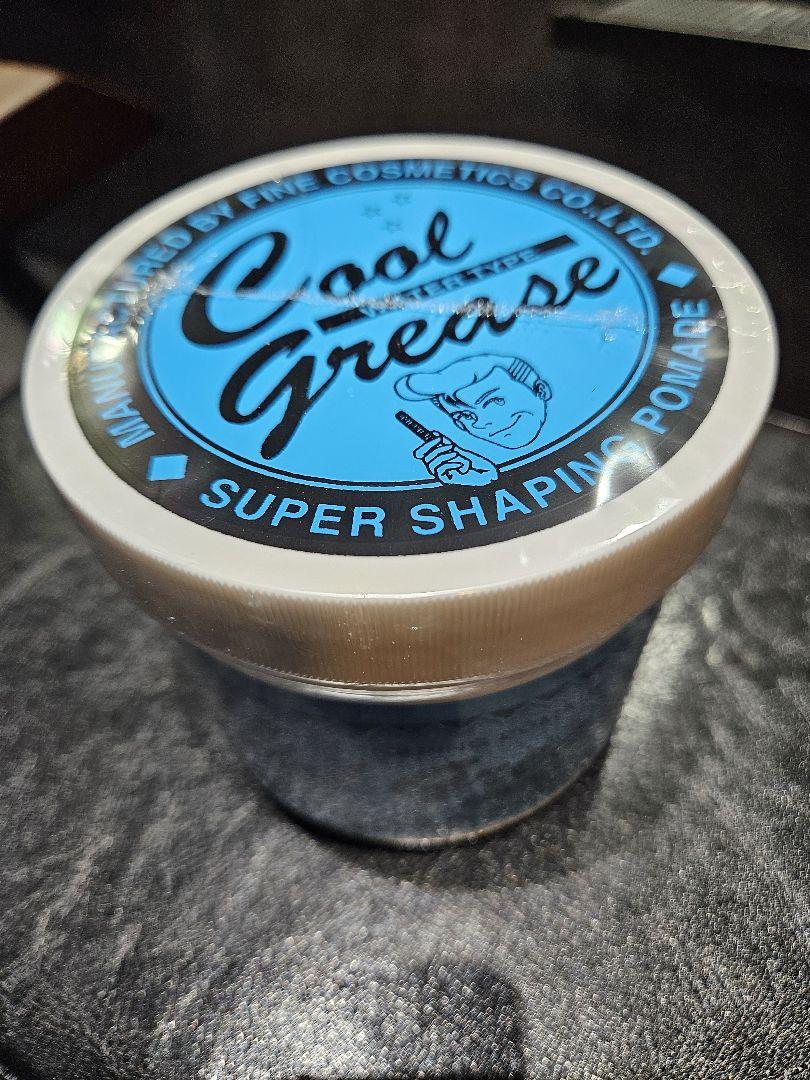 MANUFACTURED BY FINE COSMETICS CO.,LTD.
Cool
WATER TYPE
Grease
SUPER SHAPING POMADE